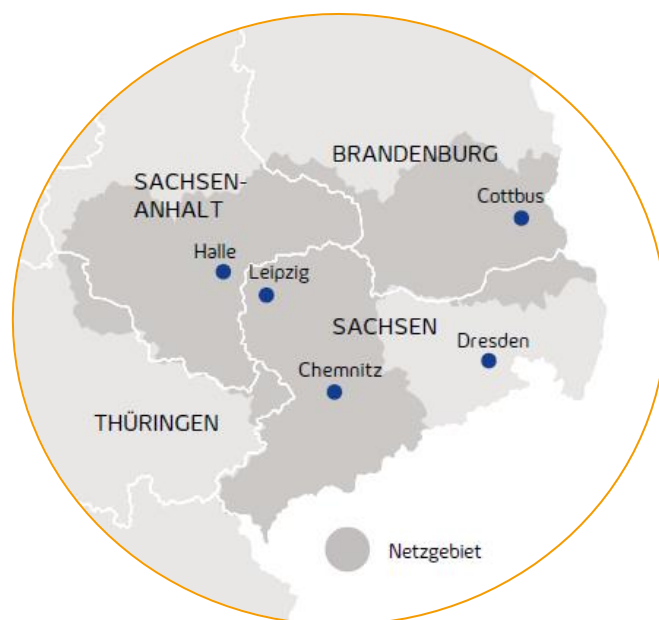 BRANDENBURG
SACHSEN-
ANHALT
Cottbus
Halle
Leipzig
SACHSEN
Dresden
Chemnitz
THÜRINGEN
Netzgebiet